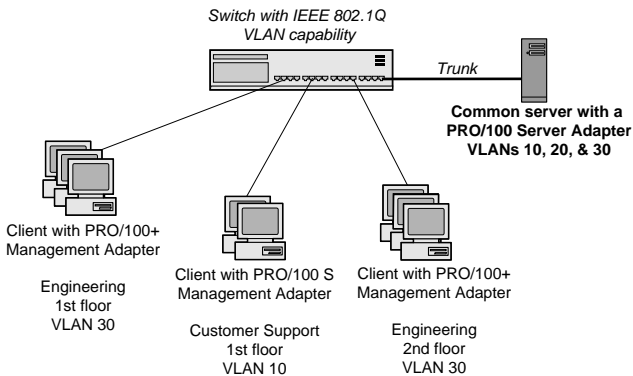 Switch with IEEE 802.1Q
VLAN capability
Trunk
Common server with a
PRO/100 Server Adapter
VLANs 10, 20, & 30
Client with PRO/100+
Management Adapter
Engineering
1st floor
VLAN 30
Client with PRO/100 S
Management Adapter
Customer Support
1st floor
VLAN 10
Client with PRO/100+
Management Adapter
Engineering
2nd floor
VLAN 30